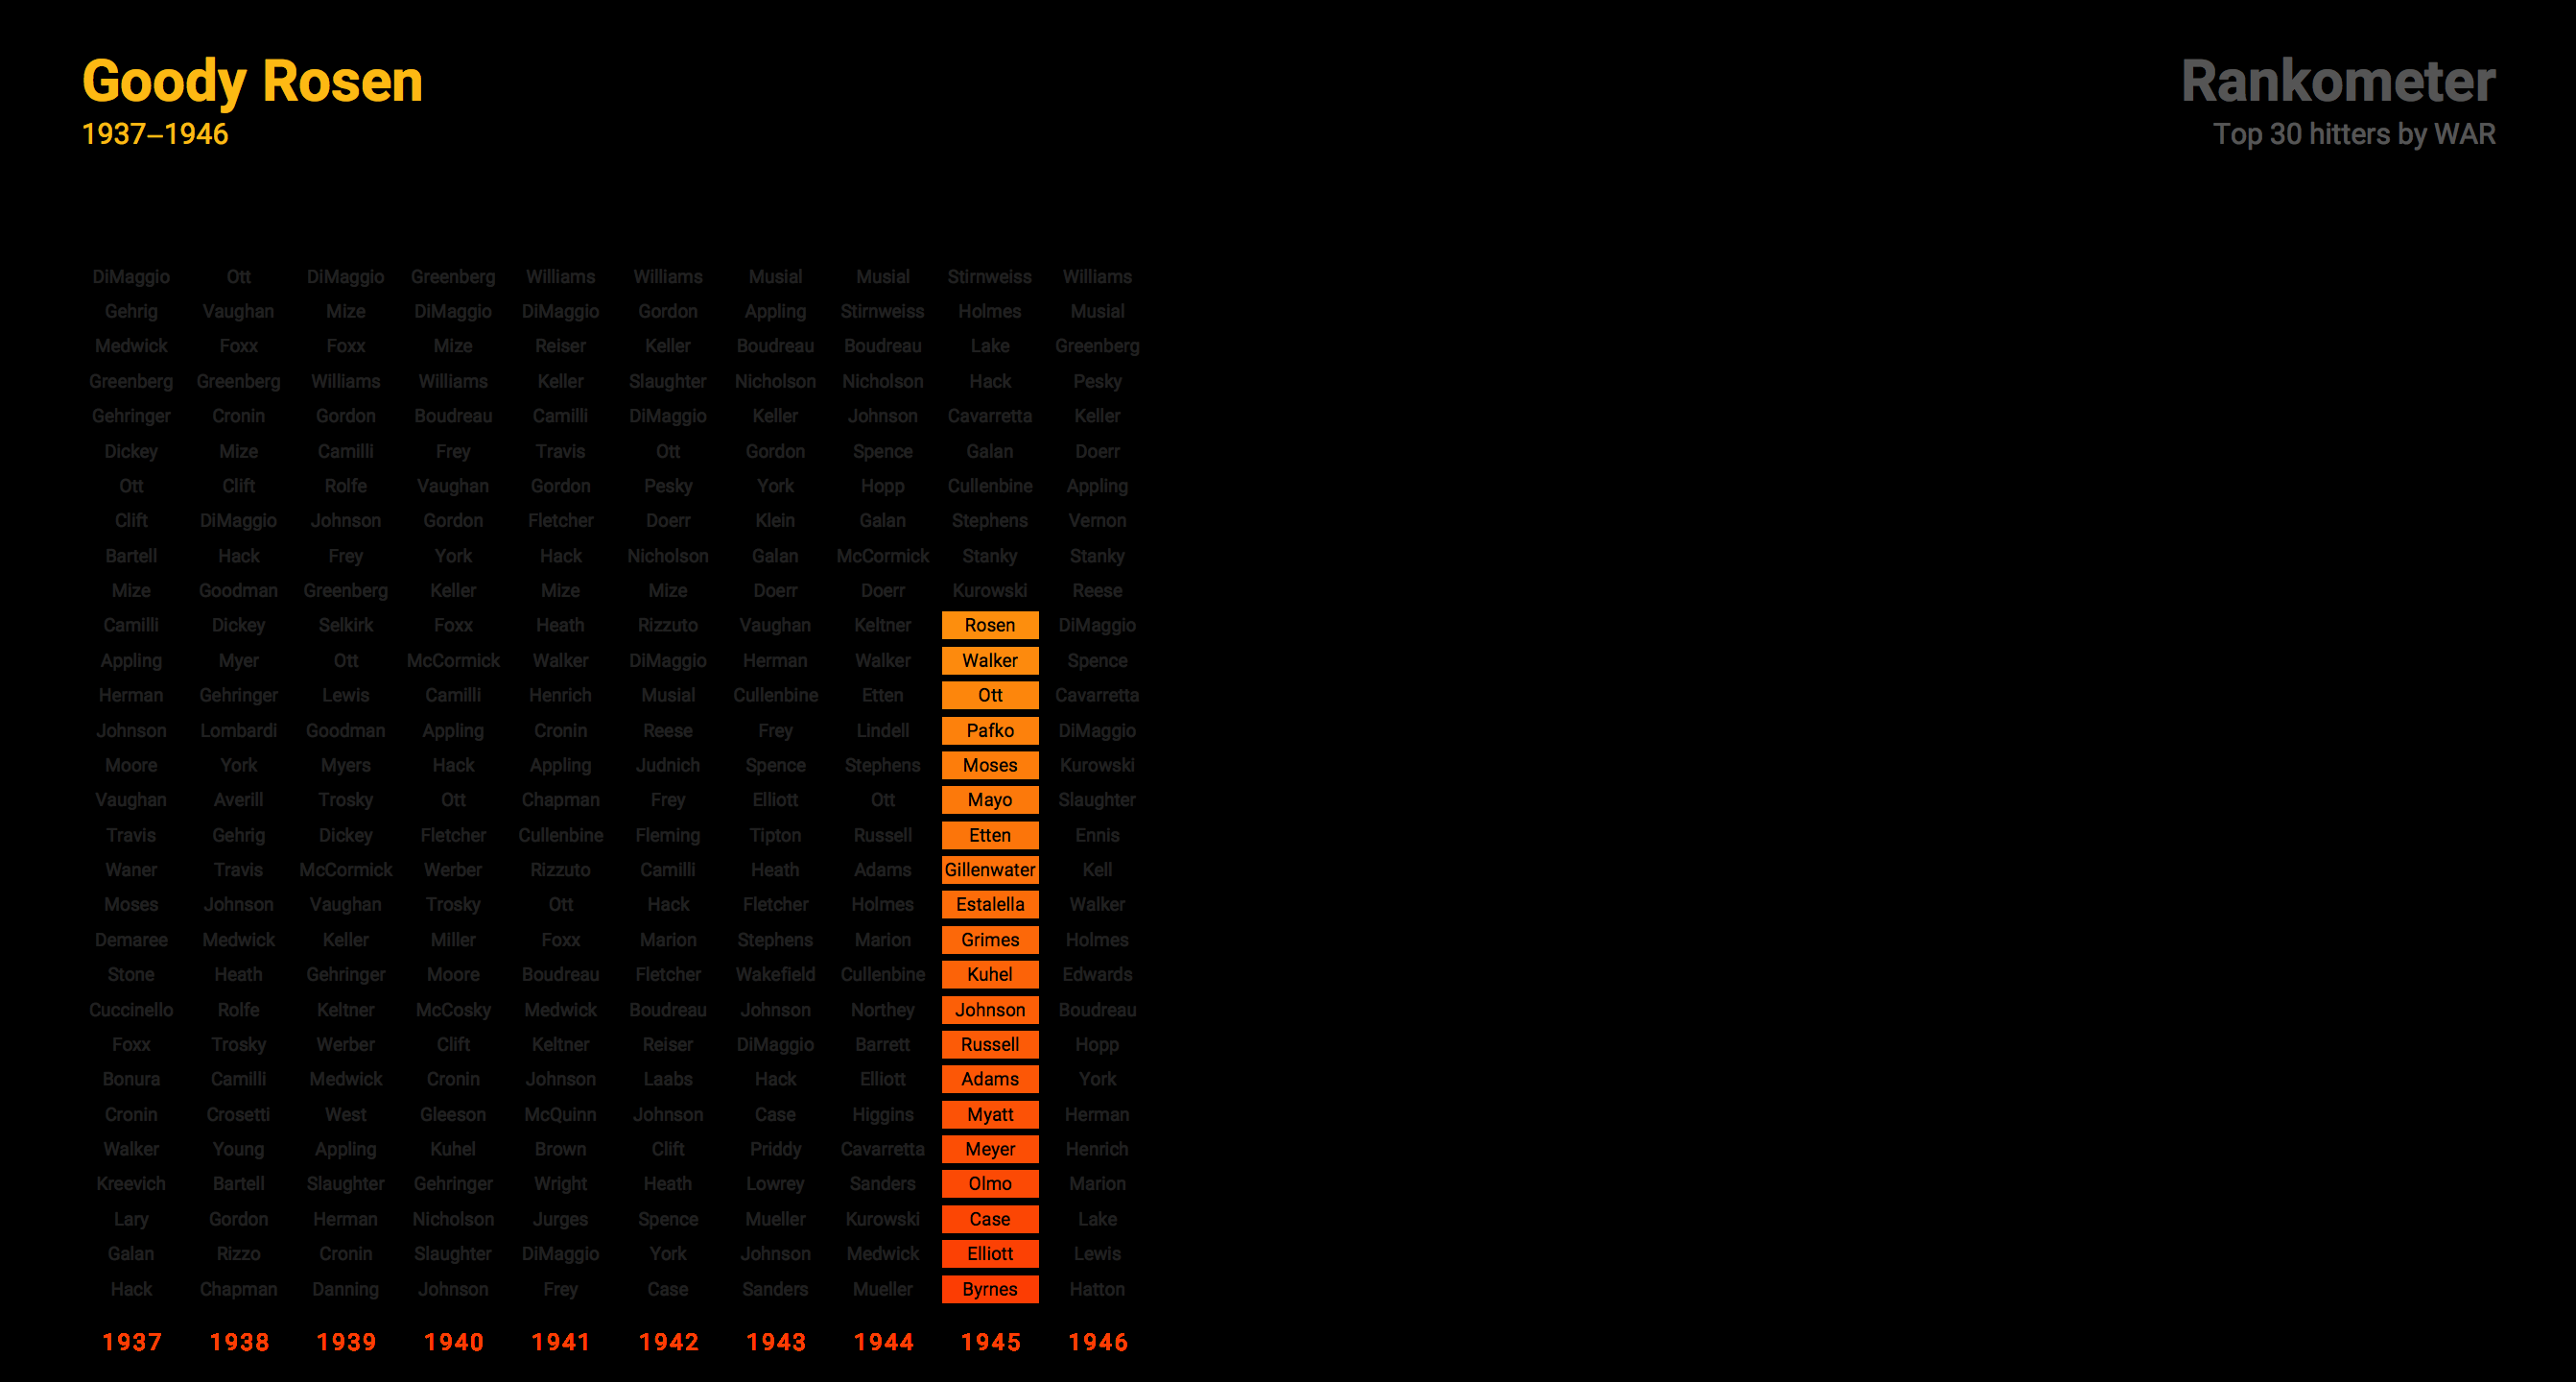 Goody Rosen
1937–1946
Rankometer
Top 30 hitters by WAR
DiMaggio Ott DiMaggio Greenberg Williams Williams Musial Musial Stirnweiss Williams
Gehrig Vaughan Mize DiMaggio DiMaggio Gordon Appling Stirnweiss Holmes Musial
Medwick Foxx Foxx Mize Reiser Keller Boudreau Boudreau Lake Greenberg
Greenberg Greenberg Williams Williams Keller Slaughter Nicholson Nicholson Hack Pesky
Gehringer Cronin Gordon Boudreau Camilli DiMaggio Keller Johnson Cavarretta Keller
Dickey Mize Camilli Frey Travis Ott Gordon Spence Galan Doerr
Ott Clift Rolfe Vaughan Gordon Pesky York Hopp Cullenbine Appling
Clift DiMaggio Johnson Gordon Fletcher Doerr Klein Galan Stephens Vernon
Bartell Hack Frey York Hack Nicholson Galan McCormick Stanky Stanky
Mize Goodman Greenberg Keller Mize Mize Doerr Doerr Kurowski Reese
Camilli Dickey Selkirk Foxx Heath Rizzuto Vaughan Keltner Rosen DiMaggio
Appling Myer Ott McCormick Walker DiMaggio Herman Walker Walker Spence
Herman Gehringer Lewis Camilli Henrich Musial Cullenbine Etten Ott Cavarretta
Johnson Lombardi Goodman Appling Cronin Reese Frey Lindell Pafko DiMaggio
Moore York Myers Hack Appling Judnich Spence Stephens Moses Kurowski
Vaughan Averill Trosky Ott Chapman Frey Elliott Ott Mayo Slaughter
Travis Gehrig Dickey Fletcher Cullenbine Fleming Tipton Russell Etten Ennis
Waner Travis McCormick Werber Rizzuto Camilli Heath Adams Gillenwater Kell
Moses Johnson Vaughan Trosky Ott Hack Fletcher Holmes Estalella Walker
Demaree Medwick Keller Miller Foxx Marion Stephens Marion Grimes Holmes
Stone Heath Gehringer Moore Boudreau Fletcher Wakefield Cullenbine Kuhel Edwards
Cuccinello Rolfe Keltner McCosky Medwick Boudreau Johnson Northey Johnson Boudreau
Foxx Trosky Werber Clift Keltner Reiser DiMaggio Barrett Russell Hopp
Bonura Camilli Medwick Cronin Johnson Laabs Hack Elliott Adams York
Cronin Crosetti West Gleeson McQuinn Johnson Case Higgins Myatt Herman
Walker Young Appling Kuhel Brown Clift Priddy Cavarretta Meyer Henrich
Kreevich Bartell Slaughter Gehringer Wright Heath Lowrey Sanders Olmo Marion
Lary Gordon Herman Nicholson Jurges Spence Mueller Kurowski Case Lake
Galan Rizzo Cronin Slaughter DiMaggio York Johnson Medwick Elliott Lewis
Hack Chapman Danning Johnson Frey Case Sanders Mueller Byrnes Hatton
1937 1938 1939 1940 1941 1942 1943 1944 1945 1946